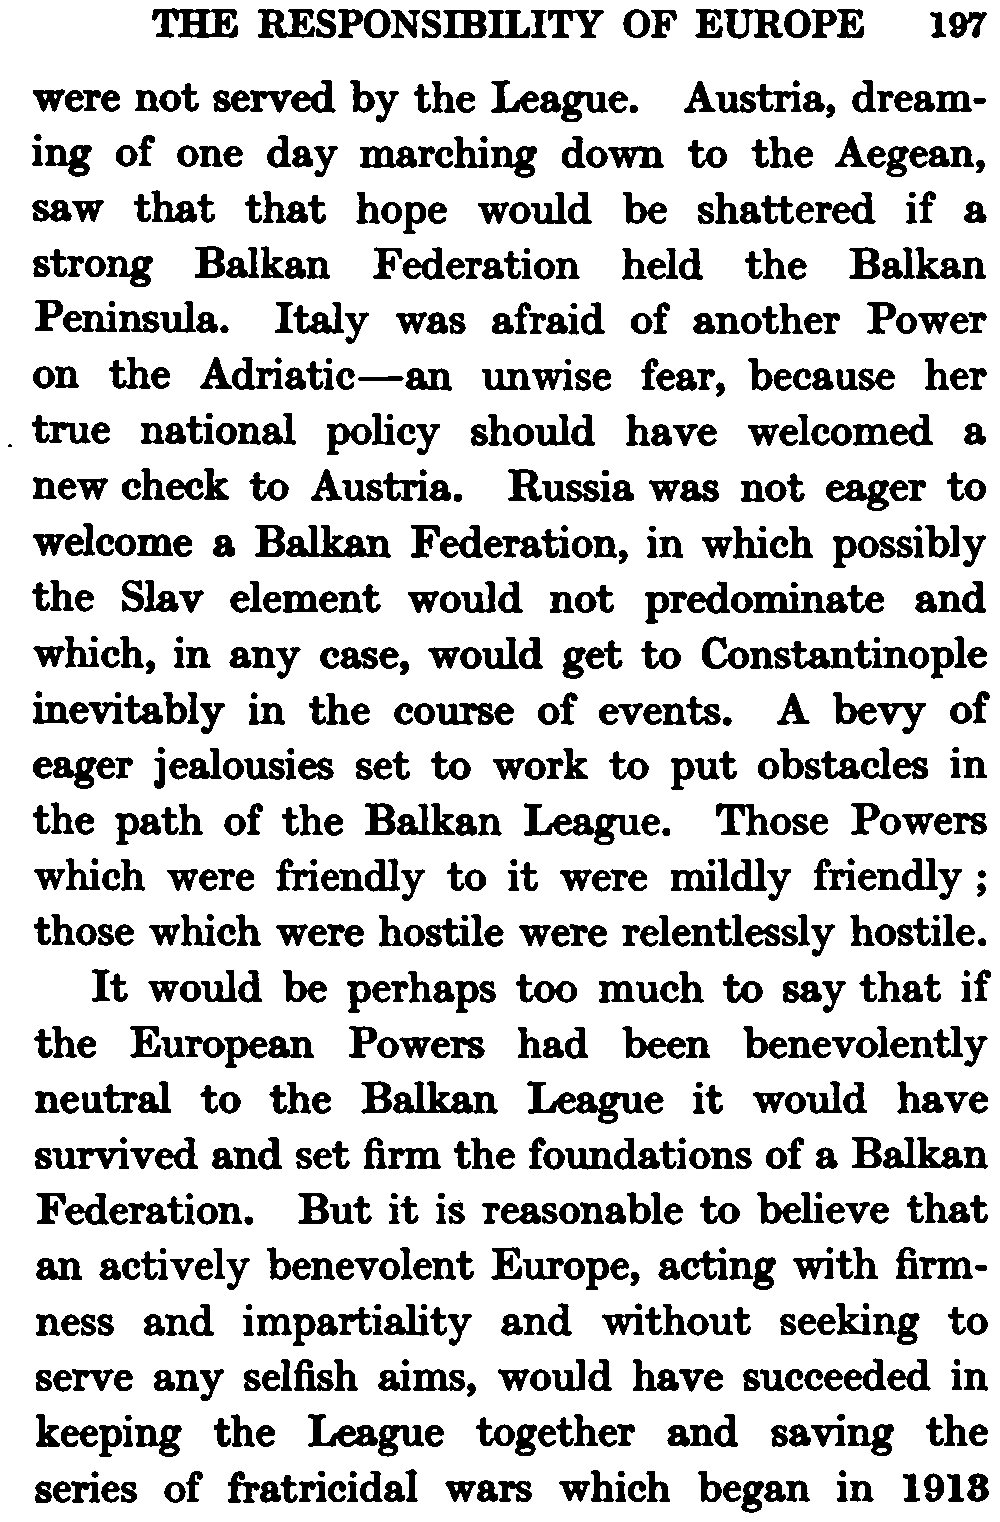 THE RESPONSIBILITY OF EUROPE 197
were not served by the League. Austria, dream-
ing of one day marching down to the Aegean,
saw that that hope would be shattered if a
strong Balkan Federation held the Balkan
Peninsula. Italy was afraid of another Power
on the Adriatic—an unwise fear, because her
true national policy should have welcomed a
new check to Austria. Russia was not eager to
welcome a Balkan Federation, in which possibly
the Slav element would not predominate and
which, in any case, would get to Constantinople
inevitably in the course of events. A bevy of
eager jealousies set to work to put obstacles in
the path of the Balkan League. Those Powers
which were friendly to it were mildly friendly ;
those which were hostile were relentlessly hostile.
It would be perhaps too much to say that if
the European Powers had been benevolently
neutral to the Balkan League it would have
survived and set firm the foundations of a Balkan
Federation. But it is reasonable to believe that
an actively benevolent Europe, acting with firm-
ness and impartiality and without seeking to
serve any selfish aims, would have succeeded in
keeping the League together and saving the
series of fratricidal wars which began in 1913